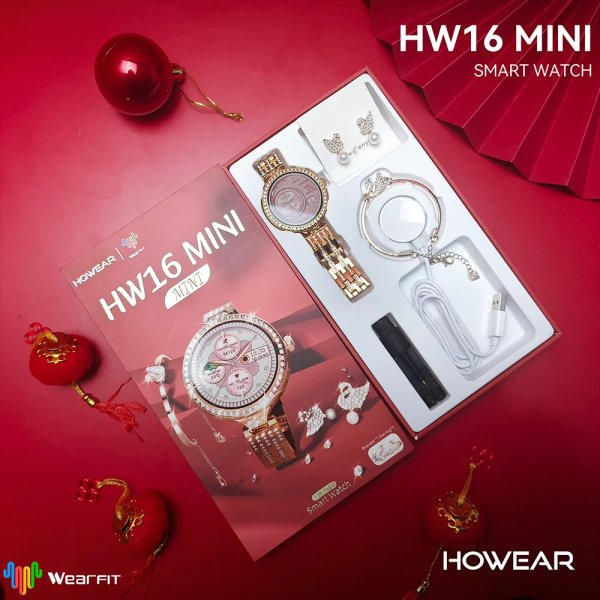 HW16 MINI
SMART WATCH
HOWEAR | WearFit
HW16 MINI
MINI
Smart Watch
WearFit
HOWEAR